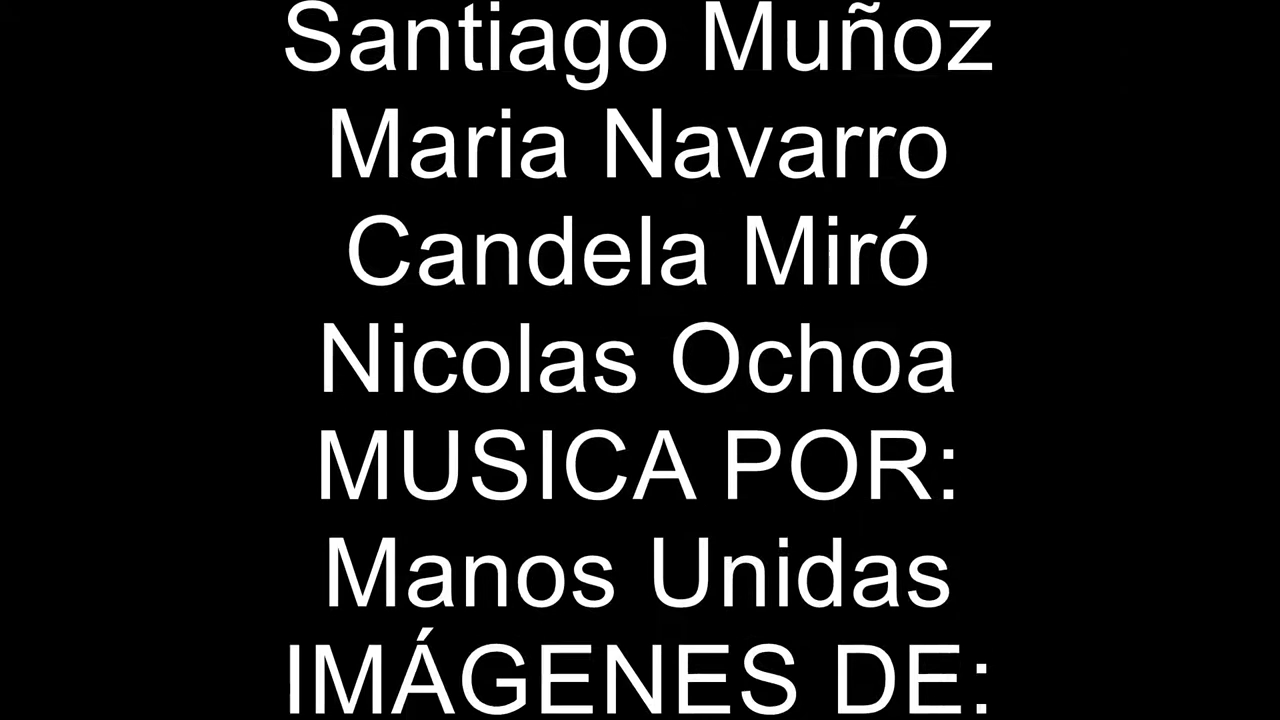 Santiago Muñoz
Maria Navarro
Candela Miró
Nicolas Ochoa
MUSICA POR:
Manos Unidas
IMÁGENES DE: